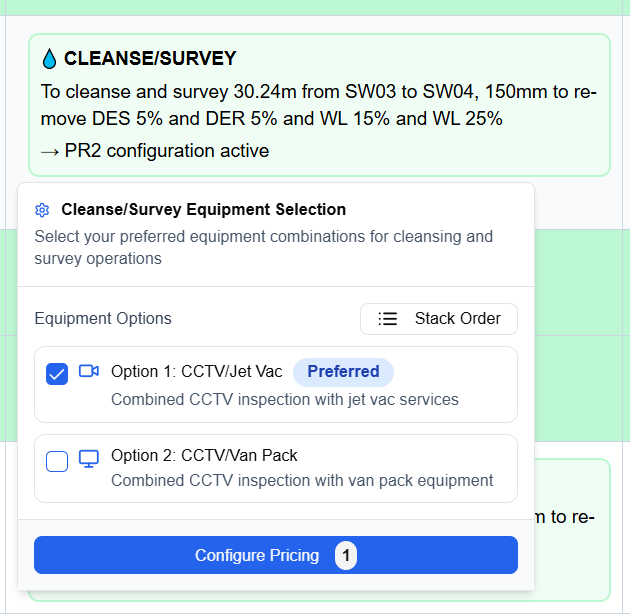 CLEANSE/SURVEY
To cleanse and survey 30.24m from SW03 to SW04, 150mm to re-
move DES 5% and DER 5% and WL 15% and WL 25%
→ PR2 configuration active
Cleanse/Survey Equipment Selection
Select your preferred equipment combinations for cleansing and
survey operations
Equipment Options
Stack Order
Option 1: CCTV/Jet Vac Preferred
Combined CCTV inspection with jet vac services
Option 2: CCTV/Van Pack
Combined CCTV inspection with van pack equipment
m to re-
Configure Pricing 1